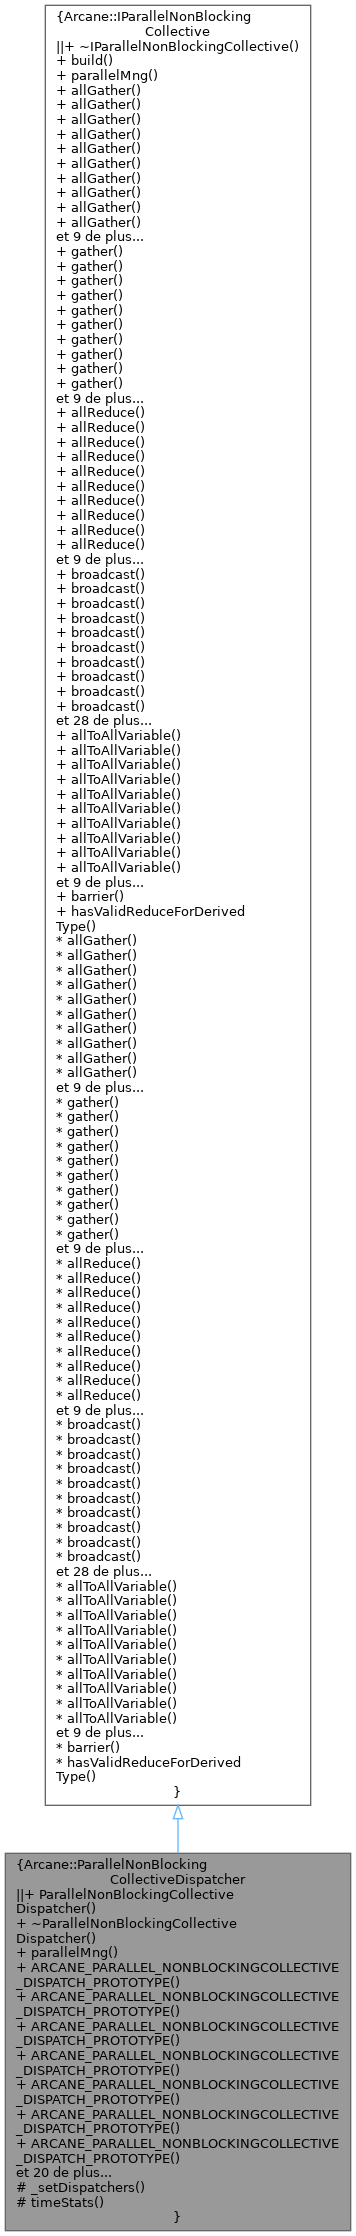 {Arcane::IParallelNonBlocking
Collective
||+ ~IParallelNonBlockingCollective()
+ build()
+ parallelMng()
+ allGather()
+ allGather()
+ allGather()
+ allGather()
+ allGather()
+ allGather()
+ allGather()
+ allGather()
+ allGather()
+ allGather()
et 9 de plus...
+ gather()
+ gather()
+ gather()
+ gather()
+ gather()
+ gather()
+ gather()
+ gather()
+ gather()
+ gather()
et 9 de plus...
+ allReduce()
+ allReduce()
+ allReduce()
+ allReduce()
+ allReduce()
+ allReduce()
+ allReduce()
+ allReduce()
+ allReduce()
+ allReduce()
et 9 de plus...
+ broadcast()
+ broadcast()
+ broadcast()
+ broadcast()
+ broadcast()
+ broadcast()
+ broadcast()
+ broadcast()
+ broadcast()
+ broadcast()
et 28 de plus...
+ allToAllVariable()
+ allToAllVariable()
+ allToAllVariable()
+ allToAllVariable()
+ allToAllVariable()
+ allToAllVariable()
+ allToAllVariable()
+ allToAllVariable()
+ allToAllVariable()
+ allToAllVariable()
et 9 de plus...
+ barrier()
+ hasValidReduceForDerived
Type()
* allGather()
* allGather()
* allGather()
* allGather()
* allGather()
* allGather()
* allGather()
* allGather()
* allGather()
* allGather()
et 9 de plus...
* gather()
* gather()
* gather()
* gather()
* gather()
* gather()
* gather()
* gather()
* gather()
* gather()
et 9 de plus...
* allReduce()
* allReduce()
* allReduce()
* allReduce()
* allReduce()
* allReduce()
* allReduce()
* allReduce()
* allReduce()
* allReduce()
et 9 de plus...
* broadcast()
* broadcast()
* broadcast()
* broadcast()
* broadcast()
* broadcast()
* broadcast()
* broadcast()
* broadcast()
* broadcast()
et 28 de plus...
* allToAllVariable()
* allToAllVariable()
* allToAllVariable()
* allToAllVariable()
* allToAllVariable()
* allToAllVariable()
* allToAllVariable()
* allToAllVariable()
* allToAllVariable()
* allToAllVariable()
et 9 de plus...
* barrier()
* hasValidReduceForDerived
Type()
}
{Arcane::ParallelNonBlocking
CollectiveDispatcher
||+ ParallelNonBlockingCollective
Dispatcher()
+ ~ParallelNonBlockingCollective
Dispatcher()
+ parallelMng()
+ ARCANE_PARALLEL_NONBLOCKINGCOLLECTIVE
_DISPATCH_PROTOTYPE()
+ ARCANE_PARALLEL_NONBLOCKINGCOLLECTIVE
_DISPATCH_PROTOTYPE()
+ ARCANE_PARALLEL_NONBLOCKINGCOLLECTIVE
_DISPATCH_PROTOTYPE()
+ ARCANE_PARALLEL_NONBLOCKINGCOLLECTIVE
_DISPATCH_PROTOTYPE()
+ ARCANE_PARALLEL_NONBLOCKINGCOLLECTIVE
_DISPATCH_PROTOTYPE()
+ ARCANE_PARALLEL_NONBLOCKINGCOLLECTIVE
_DISPATCH_PROTOTYPE()
+ ARCANE_PARALLEL_NONBLOCKINGCOLLECTIVE
_DISPATCH_PROTOTYPE()
et 20 de plus...
# _setDispatchers()
# timeStats()
}